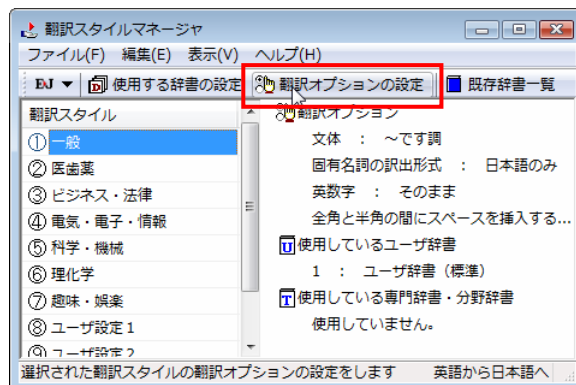 翻訳スタイルマネージャ
ファイル(F) 編集(E) 表示(V) ヘルプ(H)
EVJ ▼ 使用する辞書の設定 翻訳オプションの設定 既存辞書一覧
翻訳スタイル
① 一般
② 医歯薬
③ ビジネス・法律
④ 電気・電子・情報
⑤ 科学・機械
⑥ 理化学
⑦ 趣味・娯楽
⑧ ユーザ設定1
⑨ ユーザ設定2
翻訳オプション
文体 : ～です調
固有名詞の訳出形式 : 日本語のみ
英数字 : そのまま
全角と半角の間にスペースを挿入する...
U 使用しているユーザ辞書
1 : ユーザ辞書（標準）
T 使用している専門辞書・分野辞書
使用していません。
選択された翻訳スタイルの翻訳オプションの設定をします 英語から日本語へ